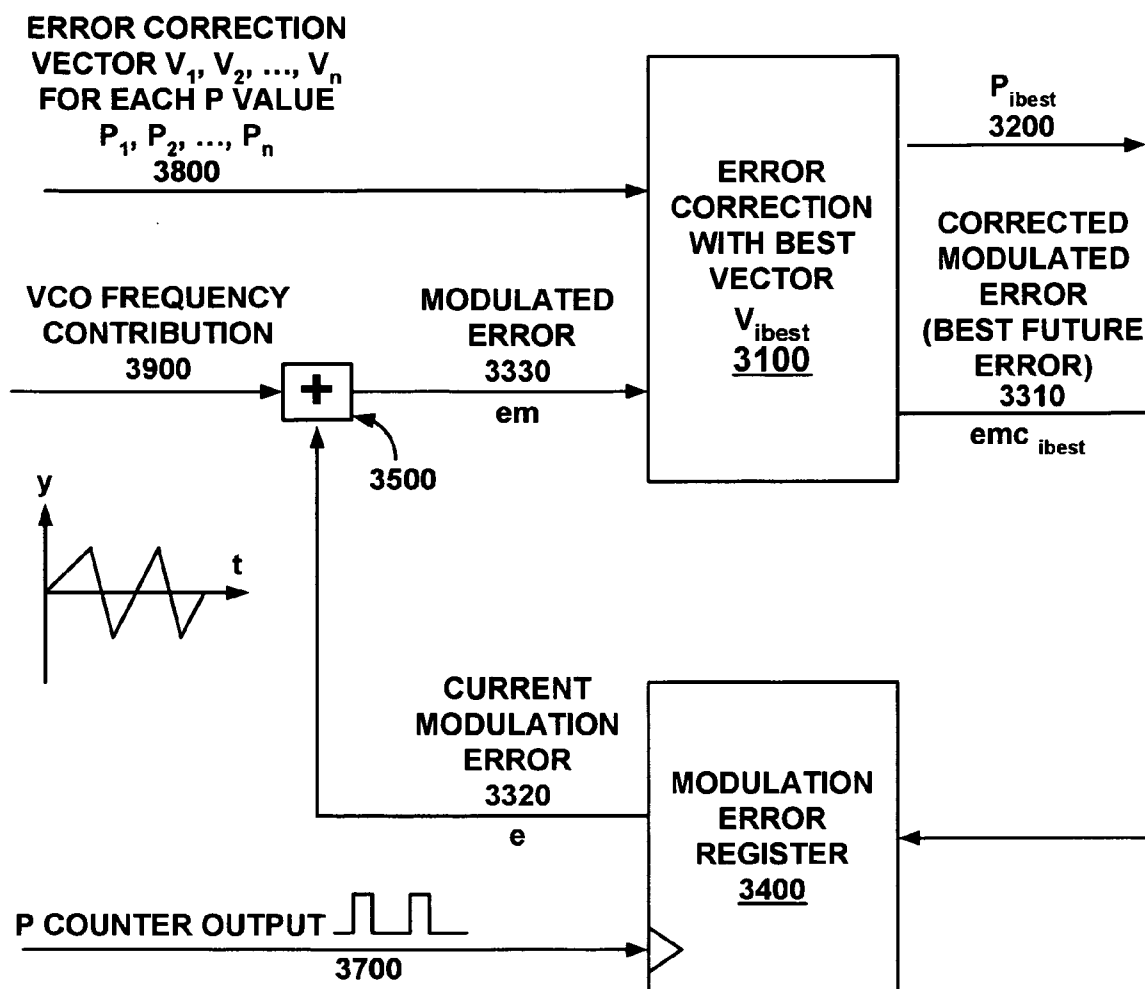 ERROR CORRECTION
VECTOR V₁, V₂, ..., Vₙ
FOR EACH P VALUE
P₁, P₂, ..., Pₙ
3800
ERROR
CORRECTION
WITH BEST
VECTOR
V ibest
3100
P ibest
3200
CORRECTED
MODULATED
ERROR
(BEST FUTURE
ERROR)
3310
emc ibest
VCO FREQUENCY
CONTRIBUTION
3900
+
3500
MODULATED
ERROR
3330
em
y
t
CURRENT
MODULATION
ERROR
3320
e
MODULATION
ERROR
REGISTER
3400
P COUNTER OUTPUT
3700